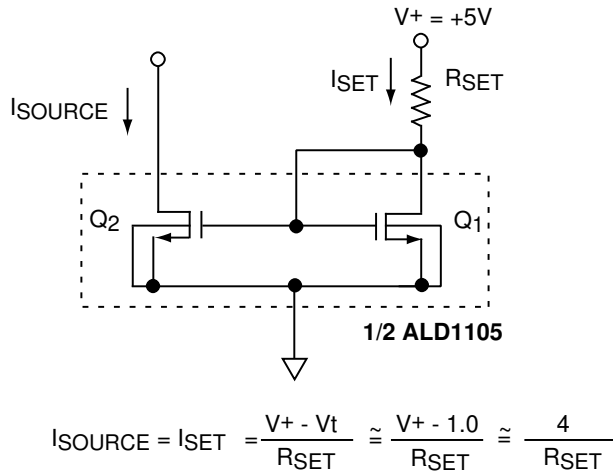 V+ = +5V
ISET
RSET
ISOURCE
Q2
Q1
1/2 ALD1105
ISOURCE = ISET = V+ - Vt / RSET ≅ V+ - 1.0 / RSET ≅ 4 / RSET